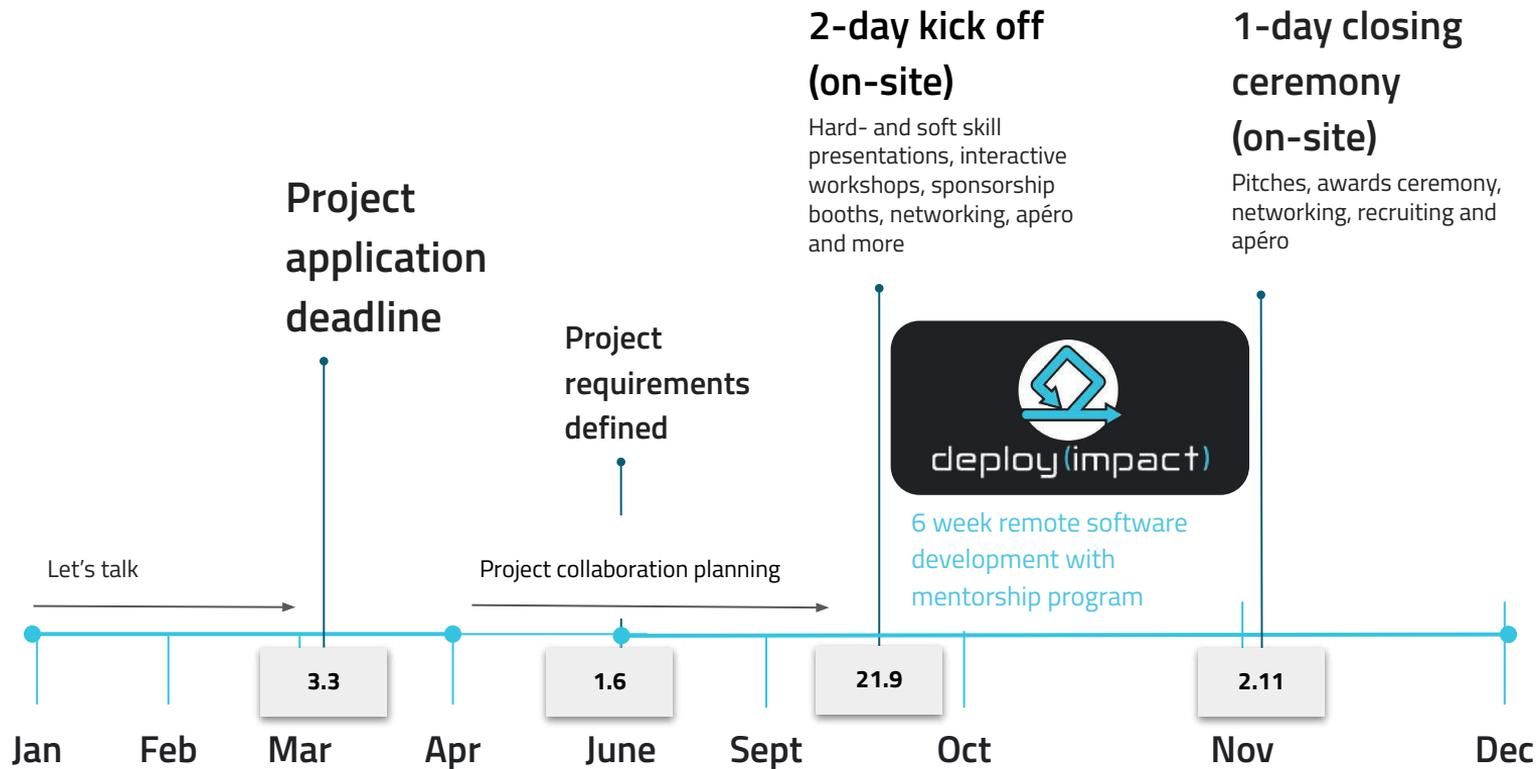 2-day kick off
(on-site)
Hard- and soft skill
presentations, interactive
workshops, sponsorship
booths, networking, apéro
and more
1-day closing
ceremony
(on-site)
Pitches, awards ceremony,
networking, recruiting and
apéro
Project
application
deadline
Project
requirements
defined
deploy(impact)
6 week remote software
development with
mentorship program
Let's talk
Project collaboration planning
3.3
1.6
21.9
2.11
Jan
Feb
Mar
Apr
June
Sept
Oct
Nov
Dec